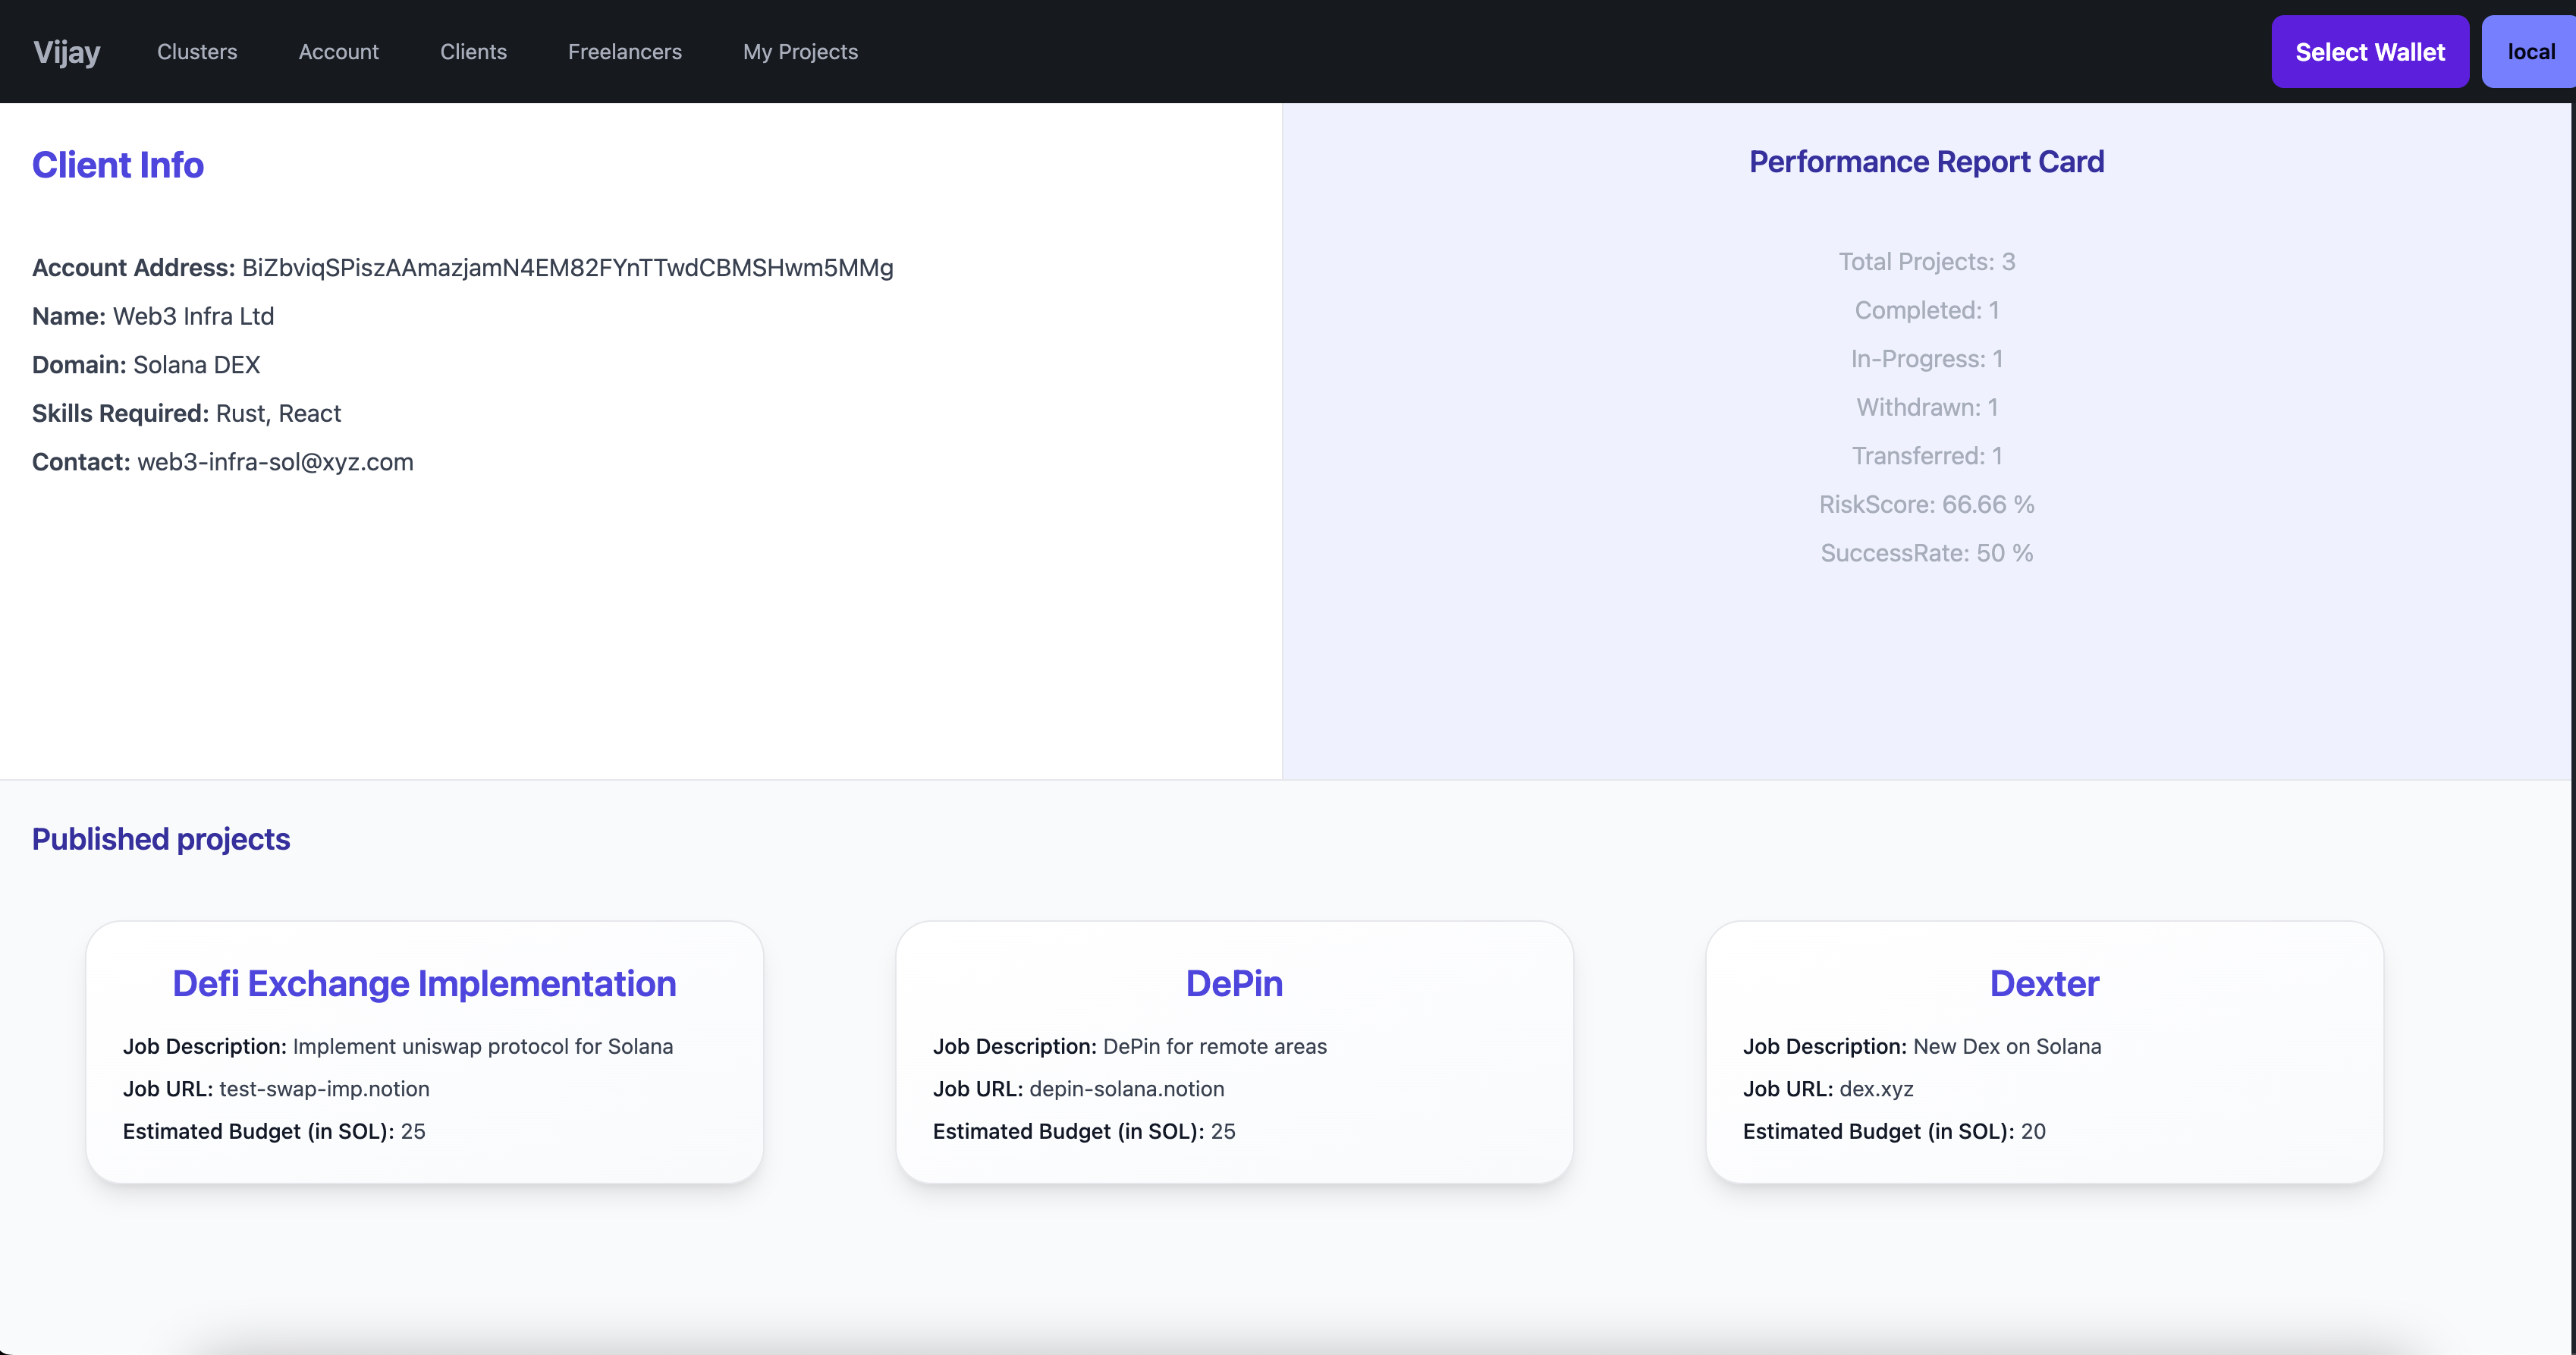 Vijay Clusters Account Clients Freelancers My Projects Select Wallet local
Client Info
Account Address: BiZbviqSPiszAAmazjamN4EM82FYnTTwdCBMSHwm5MMg
Name: Web3 Infra Ltd
Domain: Solana DEX
Skills Required: Rust, React
Contact: web3-infra-sol@xyz.com
Performance Report Card
Total Projects: 3
Completed: 1
In-Progress: 1
Withdrawn: 1
Transferred: 1
RiskScore: 66.66 %
SuccessRate: 50 %
Published projects
Defi Exchange Implementation
Job Description: Implement uniswap protocol for Solana
Job URL: test-swap-imp.notion
Estimated Budget (in SOL): 25
DePin
Job Description: DePin for remote areas
Job URL: depin-solana.notion
Estimated Budget (in SOL): 25
Dexter
Job Description: New Dex on Solana
Job URL: dex.xyz
Estimated Budget (in SOL): 20